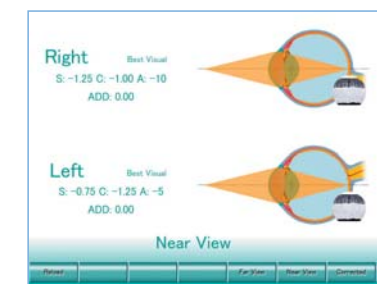 Right Best Visual
S: -1.25 C: -1.00 A: -10
ADD: 0.00
Left Best Visual
S: -0.75 C: -1.25 A: -5
ADD: 0.00
Near View
Reload Far View Near View Corrected